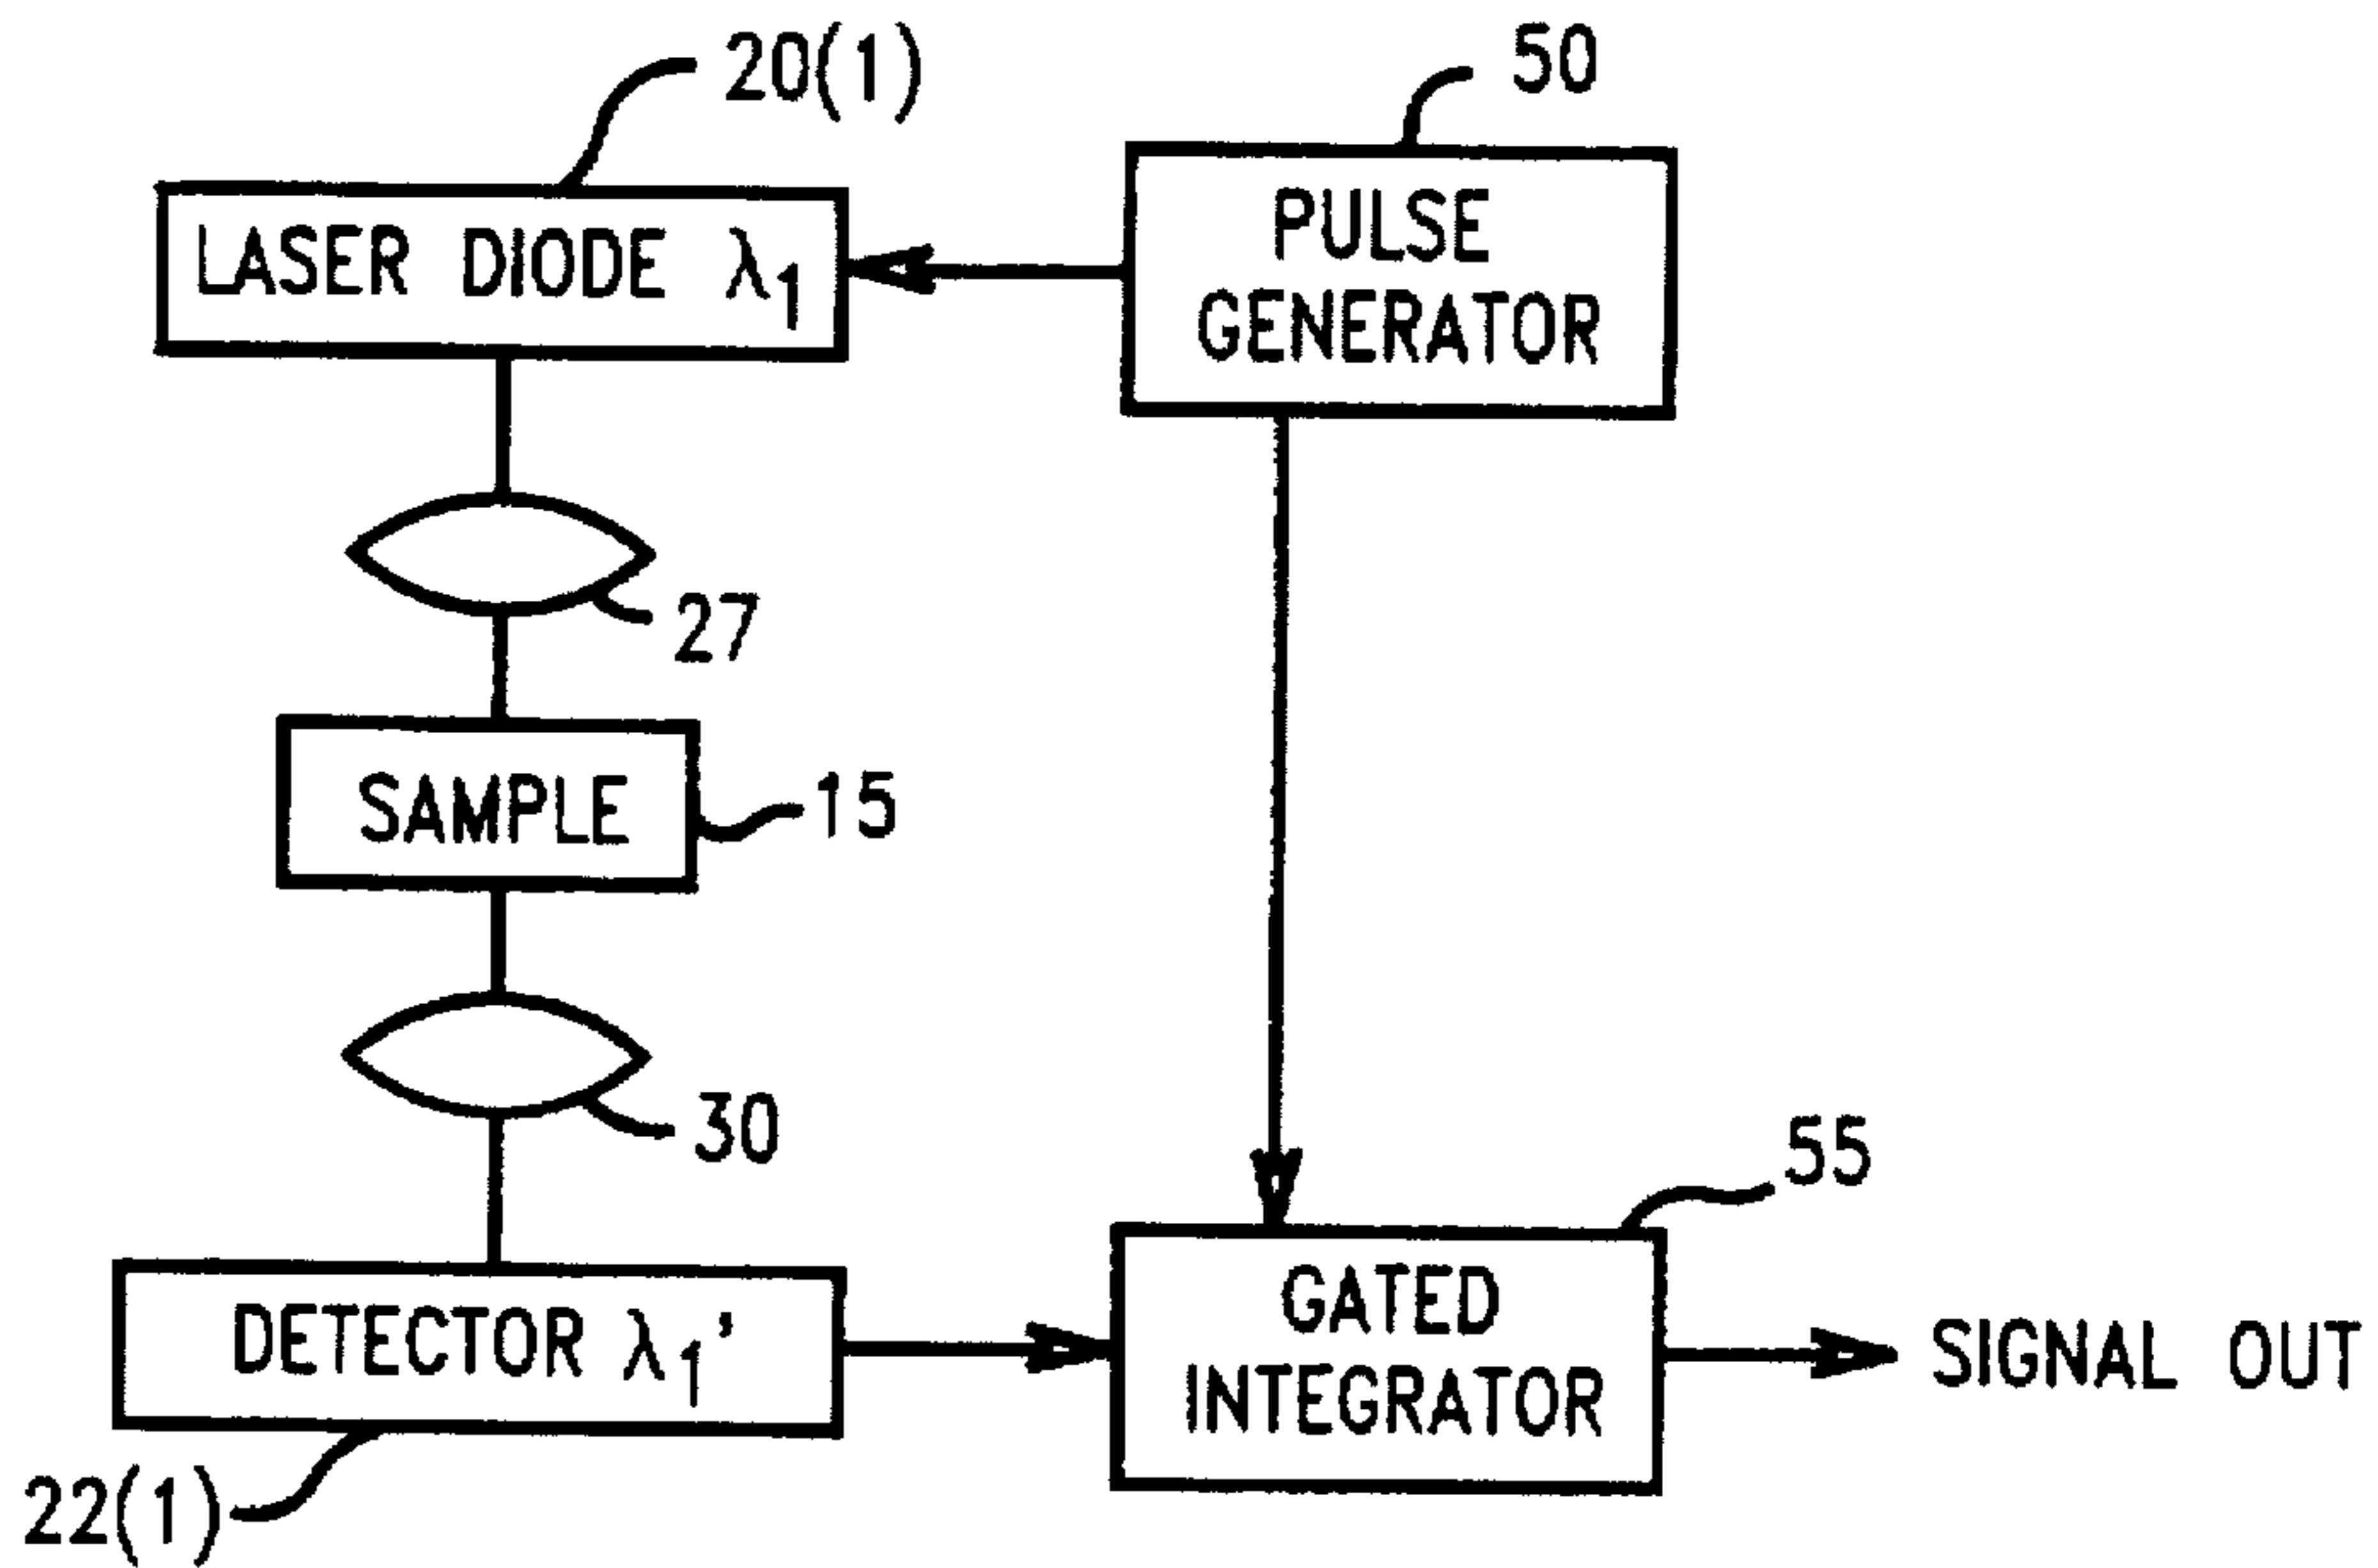 20(1)
50
LASER DIODE λ1
PULSE
GENERATOR
27
SAMPLE
15
30
55
DETECTOR λ1'
GATED
INTEGRATOR
SIGNAL OUT
22(1)